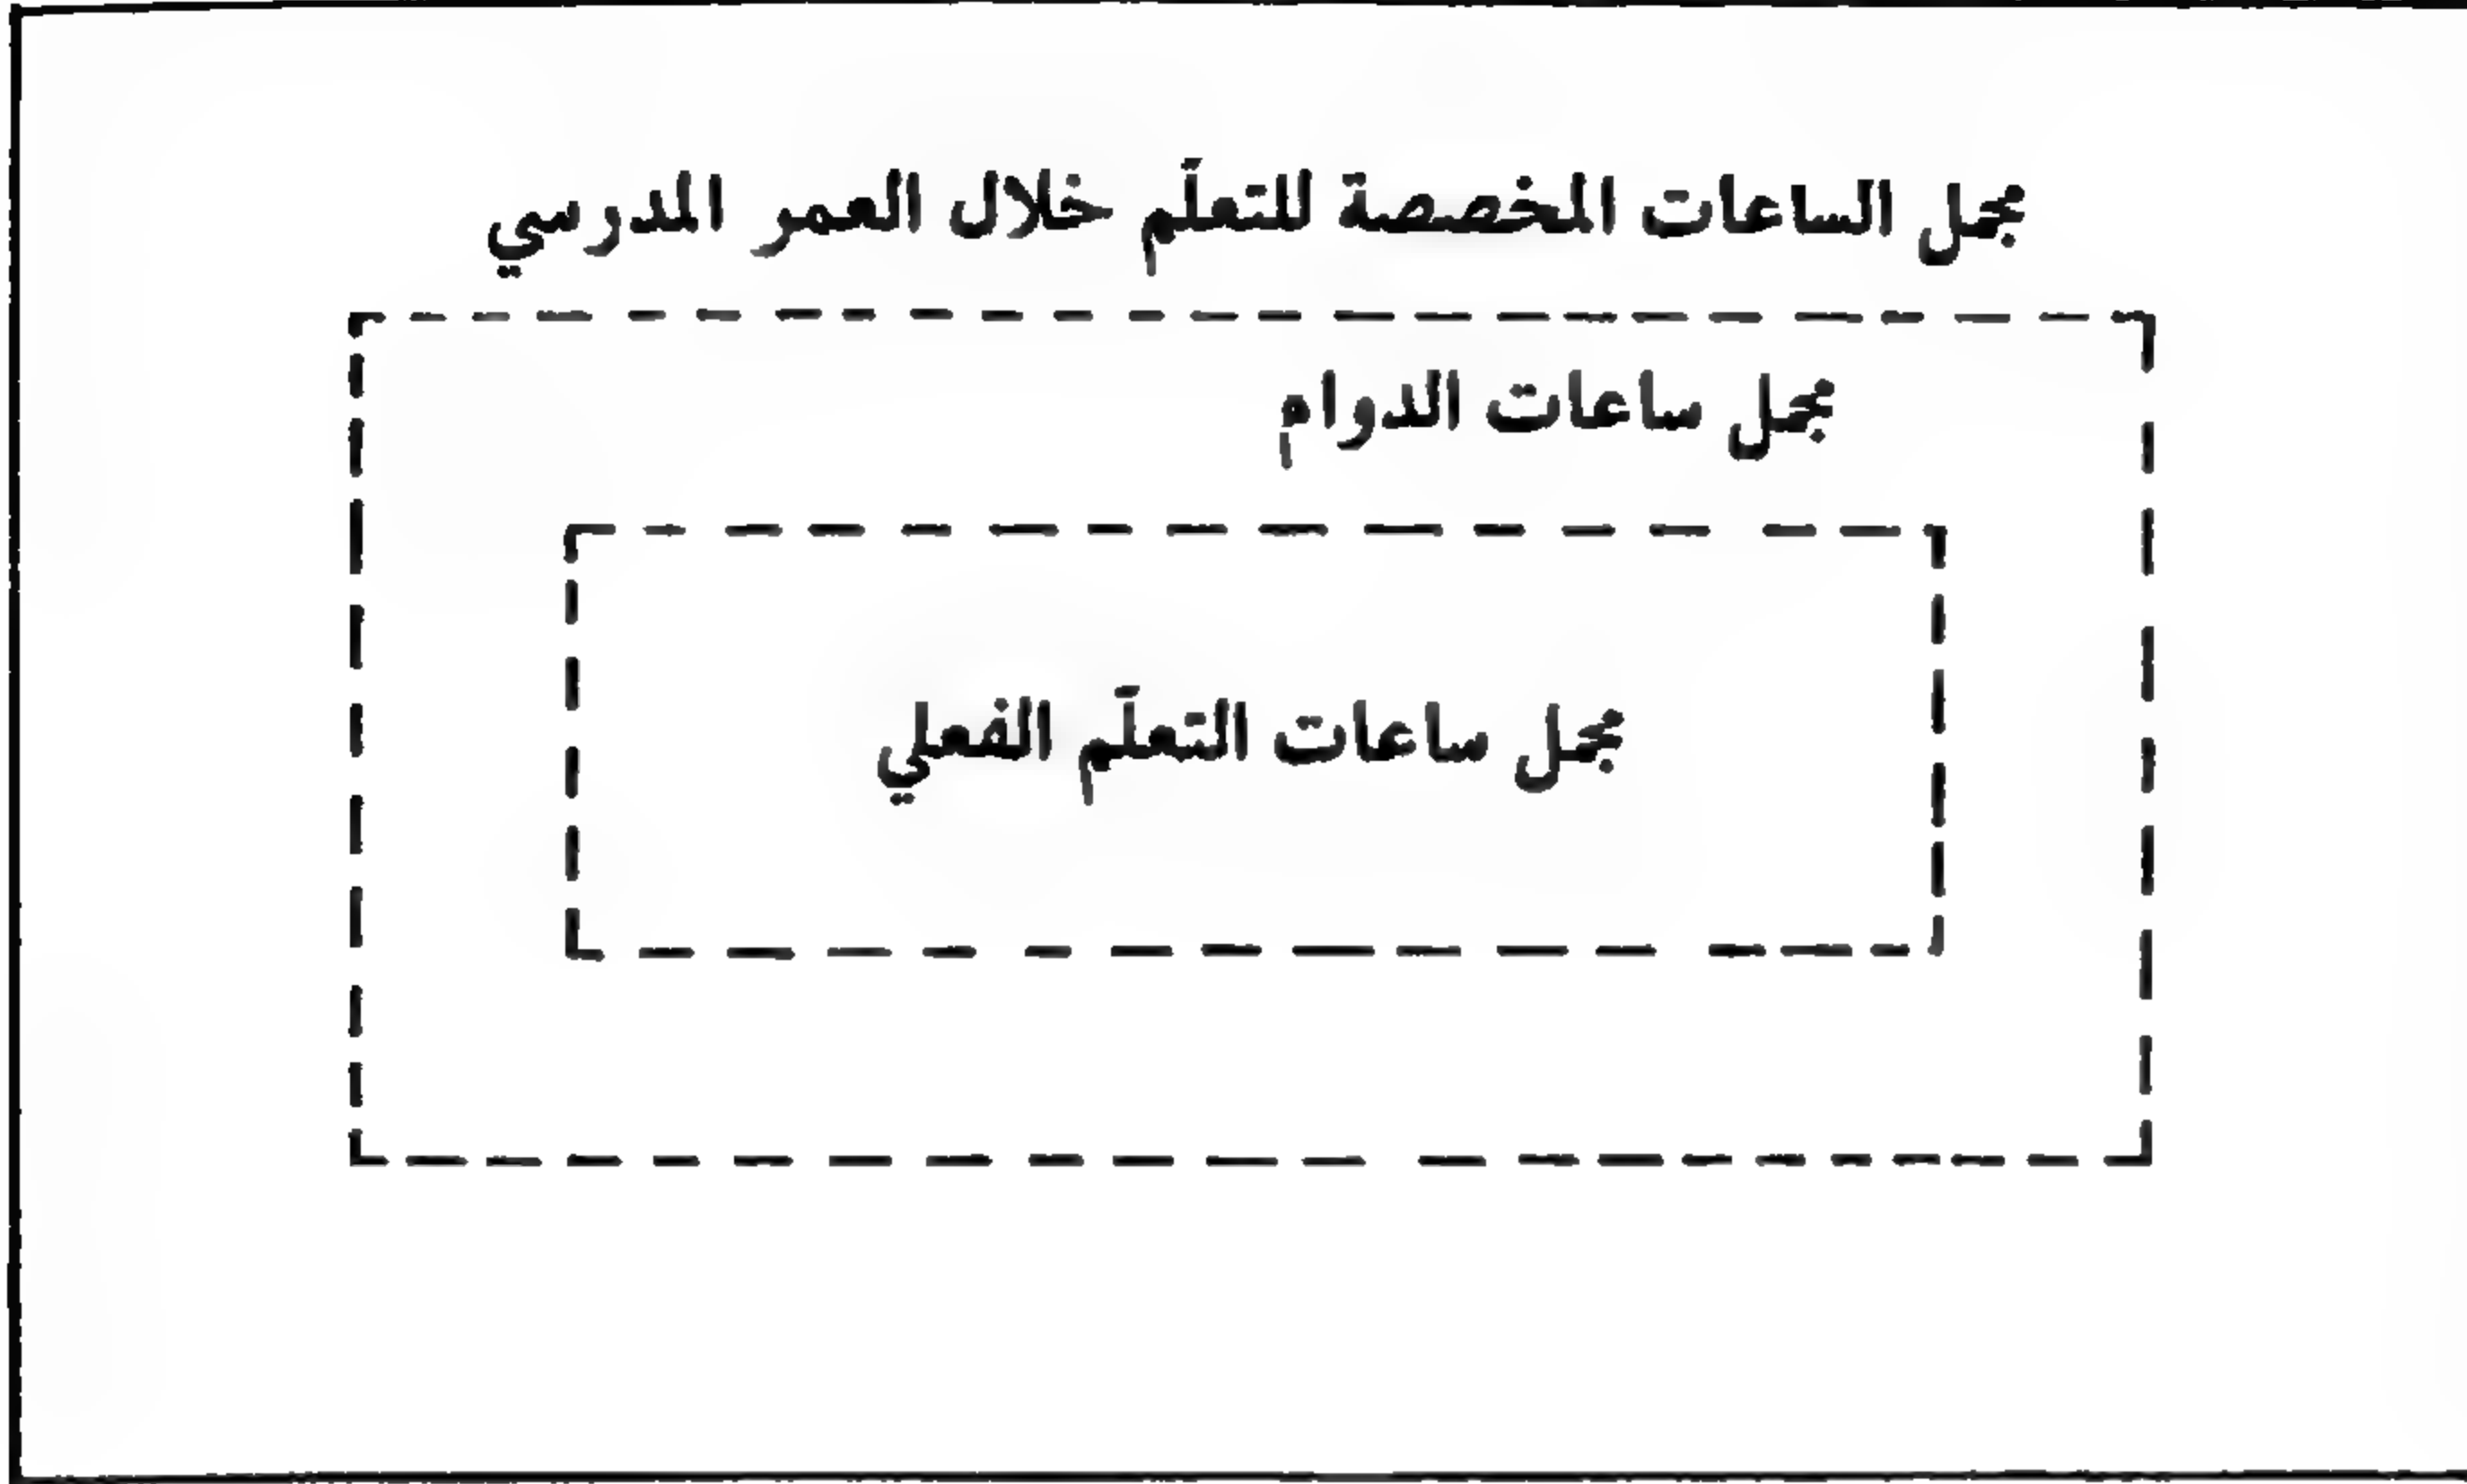 مجمل الساعات المخصصة للتعلّم خلال العمر المدرسي
مجمل ساعات الدوام
مجمل ساعات التعلّم الفعلي